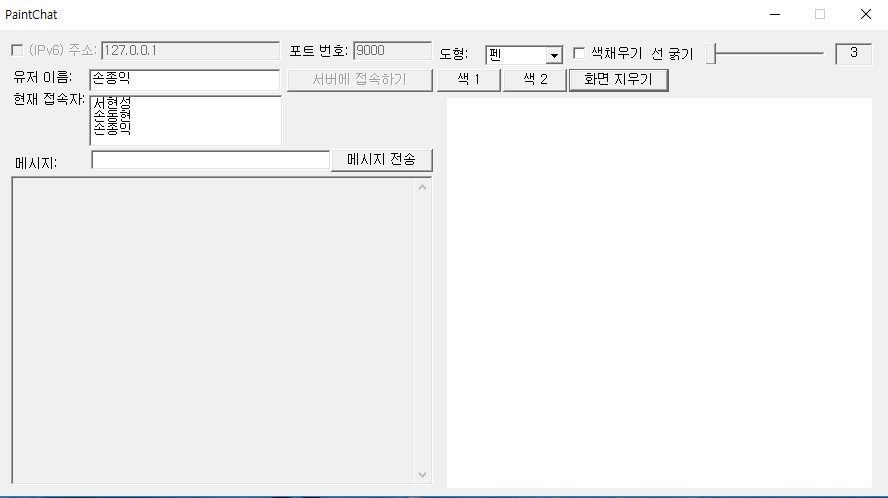 PaintChat
(IPv6) 주소: 127.0.0.1 포트 번호: 9000 도형: 펜 색채우기 선 굵기 3
유저 이름: 손종익 서버에 접속하기 색 1 색 2 화면 지우기
현재 접속자: 서현성
손동현
손종익
메시지: 메시지 전송